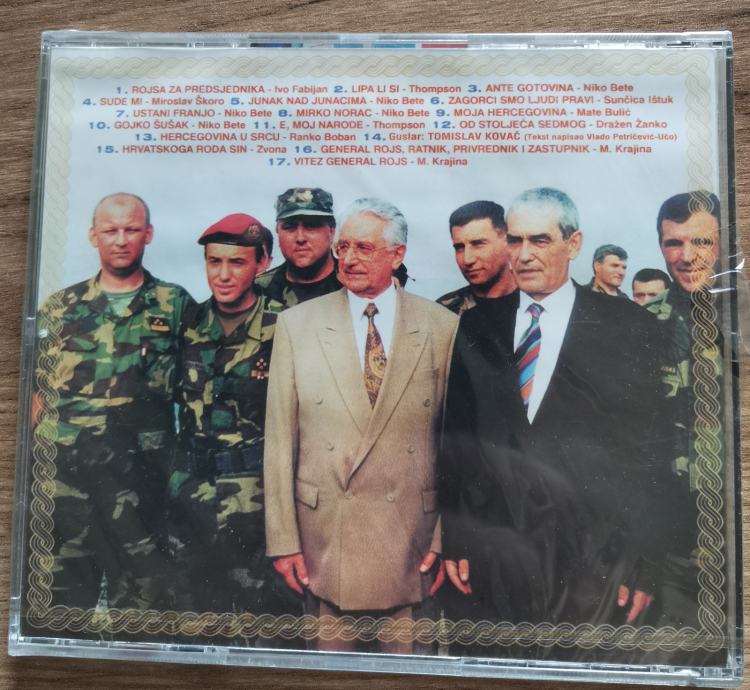 1. ROJSA ZA PREDSJEDNIKA - Ivo Fabijan 2. LIPA LI SI - Thompson 3. ANTE GOTOVINA - Niko Bete
4. SUDE MI - Miroslav Škoro 5. JUNAK NAD JUNACIMA - Niko Bete 6. ZAGORCI SMO LJUDI PRAVI - Sunčica Ištuk
7. USTANI FRANJO - Niko Bete 8. MIRKO NORAC - Niko Bete 9. MOJA HERCEGOVINA - Mate Bulić
10. GOJKO ŠUŠAK - Niko Bete 11. E, MOJ NARODE - Thompson 12. OD STOLJEĆA SEDMOG - Dražen Žanko
13. HERCEGOVINA U SRCU - Ranko Boban 14. Guslar: TOMISLAV KOVAČ (Tekst napisao Vlado Petričević-Učo)
15. HRVATSKOGA RODA SIN - Zvona 16. GENERAL ROJS, RATNIK, PRIVREDNIK I ZASTUPNIK - M. Krajina
17. VITEZ GENERAL ROJS - M. Krajina